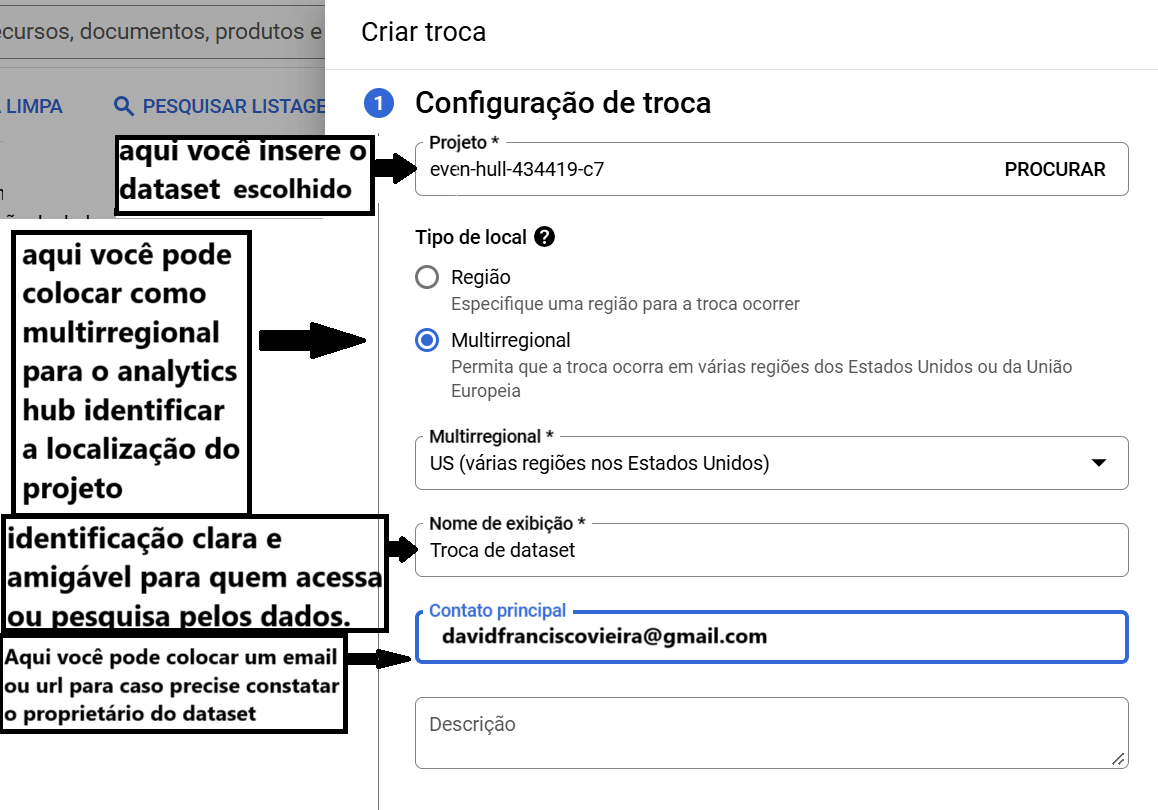 ecursos, documentos, produtos e
Criar troca
LIMPA
PESQUISAR LISTAGE
1 Configuração de troca
aqui você insere o
dataset escolhido
Projeto *
even-hull-434419-c7
PROCURAR
Tipo de local ?
Região
Especifique uma região para a troca ocorrer
Multirregional
Permita que a troca ocorra em várias regiões dos Estados Unidos ou da União
Europeia
aqui você pode
colocar como
multirregional
para o analytics
hub identificar
a localização do
projeto
Multirregional *
US (várias regiões nos Estados Unidos)
identificação clara e
amigável para quem acessa
ou pesquisa pelos dados.
Nome de exibição *
Troca de dataset
Aqui você pode colocar um email
ou url para caso precise constatar
o proprietário do dataset
Contato principal
davidfranciscovieira@gmail.com
Descrição